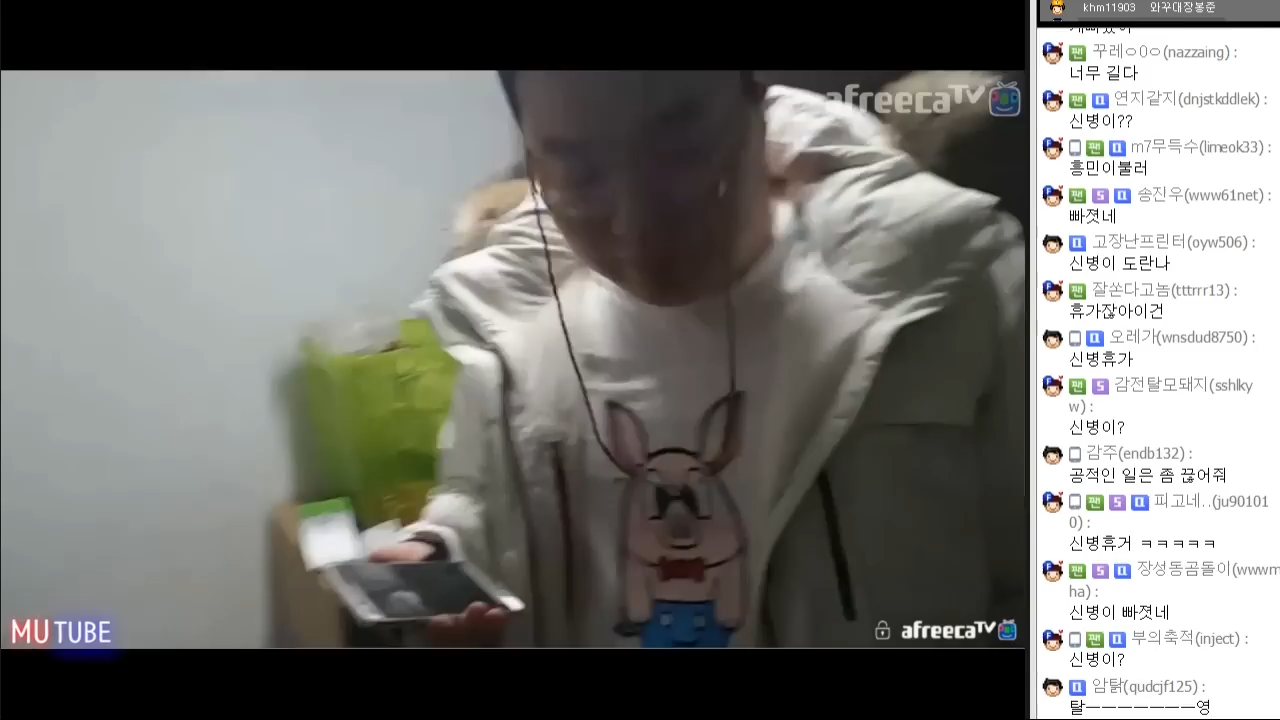 afreecaTV
MUTUBE
afreecaTV
khm11903 와꾸대장봉준
꾸레ㅇ0ㅇ(nazzaing) :
너무 길다
연지같지(dnjstkddlek) :
신병이??
m7무득수(limeok33) :
흥민이불러
송진우(www61net) :
빠졋네
고장난프린터(oyw506) :
신병이 도란나
잘쏜다고놈(tttrrr13) :
휴가잖아이건
오레가(wnsdud8750) :
신병휴가
감전탈모돼지(sshlky
w) :
신병이?
감주(endb132) :
공적인 일은 좀 끊어줘
피고네..(ju901010
0) :
신병휴거 ㅋㅋㅋㅋㅋ
장성동곰돌이(wwwm
ha) :
신병이 빠졋네
부의축적(inject) :
신병이?
암탉(qudcjf125) :
탈ㅡㅡㅡㅡㅡㅡㅡ영